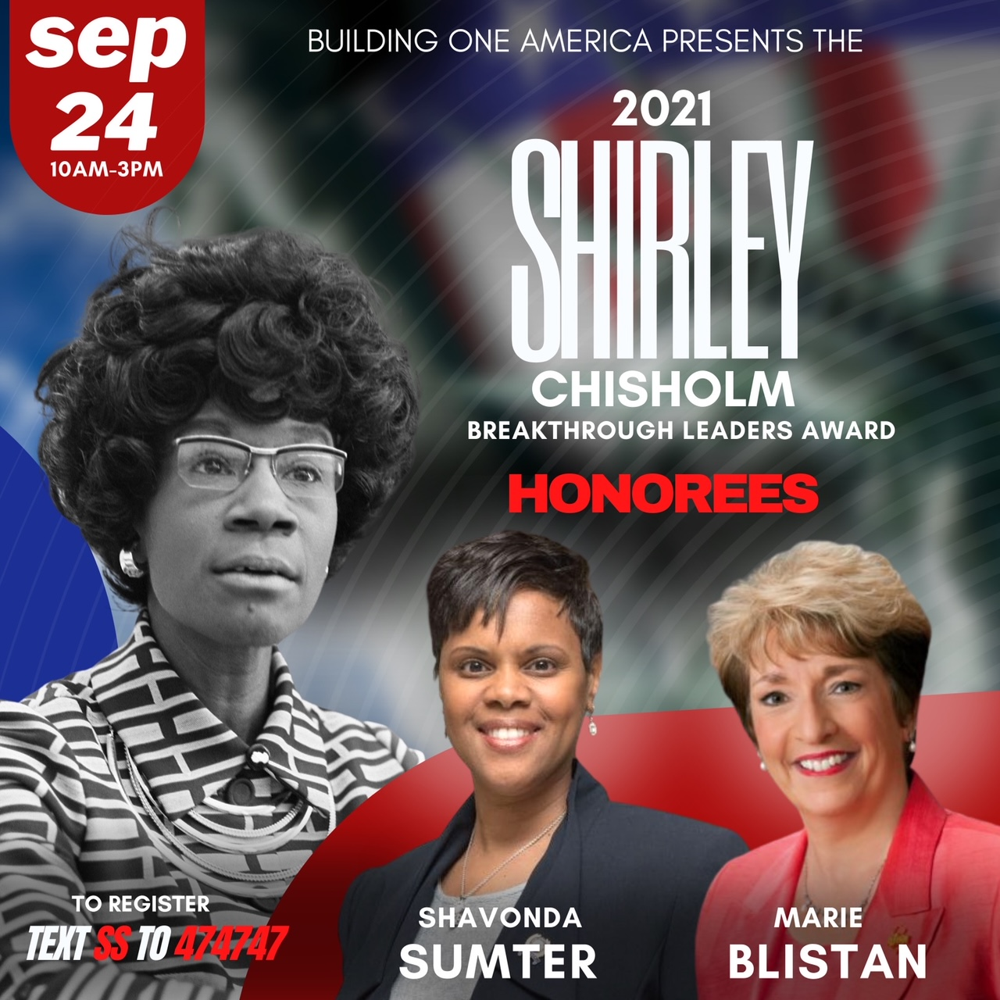 sep
24
10AM-3PM
BUILDING ONE AMERICA PRESENTS THE
2021
SHIRLEY
CHISHOLM
BREAKTHROUGH LEADERS AWARD
HONOREES
TO REGISTER
TEXT SS TO 474747
SHAVONDA
SUMTER
MARIE
BLISTAN